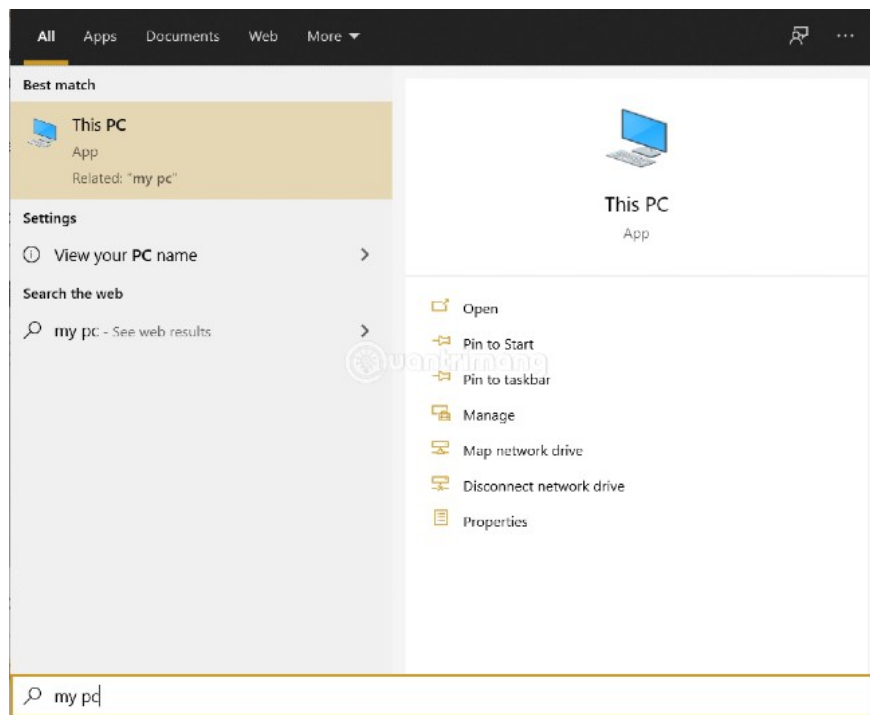 All Apps Documents Web More
Best match
This PC
App
Related: "my pc"
Settings
View your PC name
Search the web
my pc - See web results
This PC
App
Open
Pin to Start
Pin to taskbar
Manage
Map network drive
Disconnect network drive
Properties
uantrimang
my pc